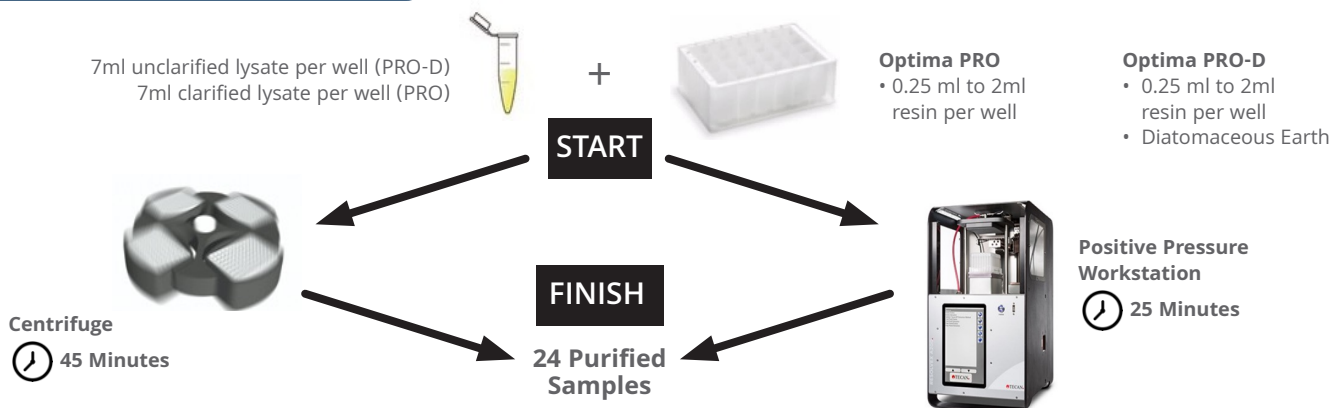 7ml unclarified lysate per well (PRO-D)
7ml clarified lysate per well (PRO)
+
Optima PRO
• 0.25 ml to 2ml
resin per well
Optima PRO-D
• 0.25 ml to 2ml
resin per well
• Diatomaceous Earth
START
Centrifuge
45 Minutes
FINISH
24 Purified
Samples
Positive Pressure
Workstation
25 Minutes
TECAN
TECAN